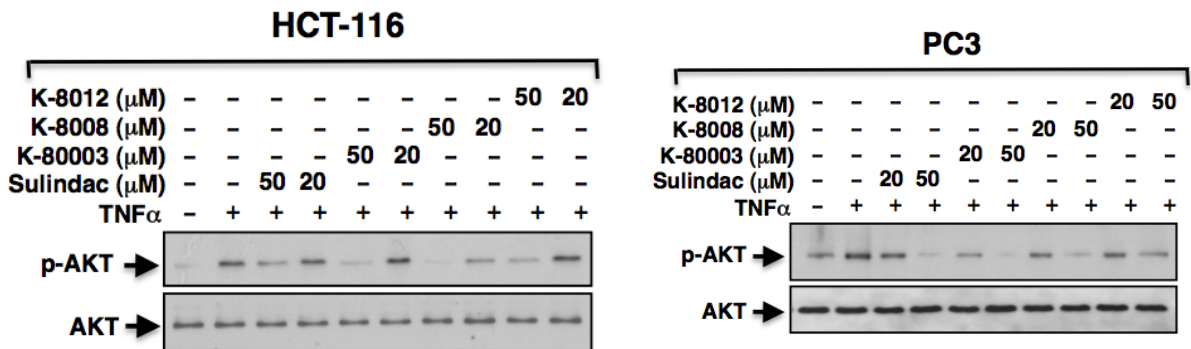 HCT-116
K-8012 (μM) – – – – – – – – 50 20
K-8008 (μM) – – – – – – 50 20 – –
K-80003 (μM) – – – – 50 20 – – – –
Sulindac (μM) – – 50 20 – – – – – –
TNFα – + + + + + + + + +
p-AKT
AKT
PC3
K-8012 (μM) – – – – – – – – 20 50
K-8008 (μM) – – – – – – 20 50 – –
K-80003 (μM) – – – – 20 50 – – – –
Sulindac (μM) – – 20 50 – – – – – –
TNFα – + + + + + + + + +
p-AKT
AKT